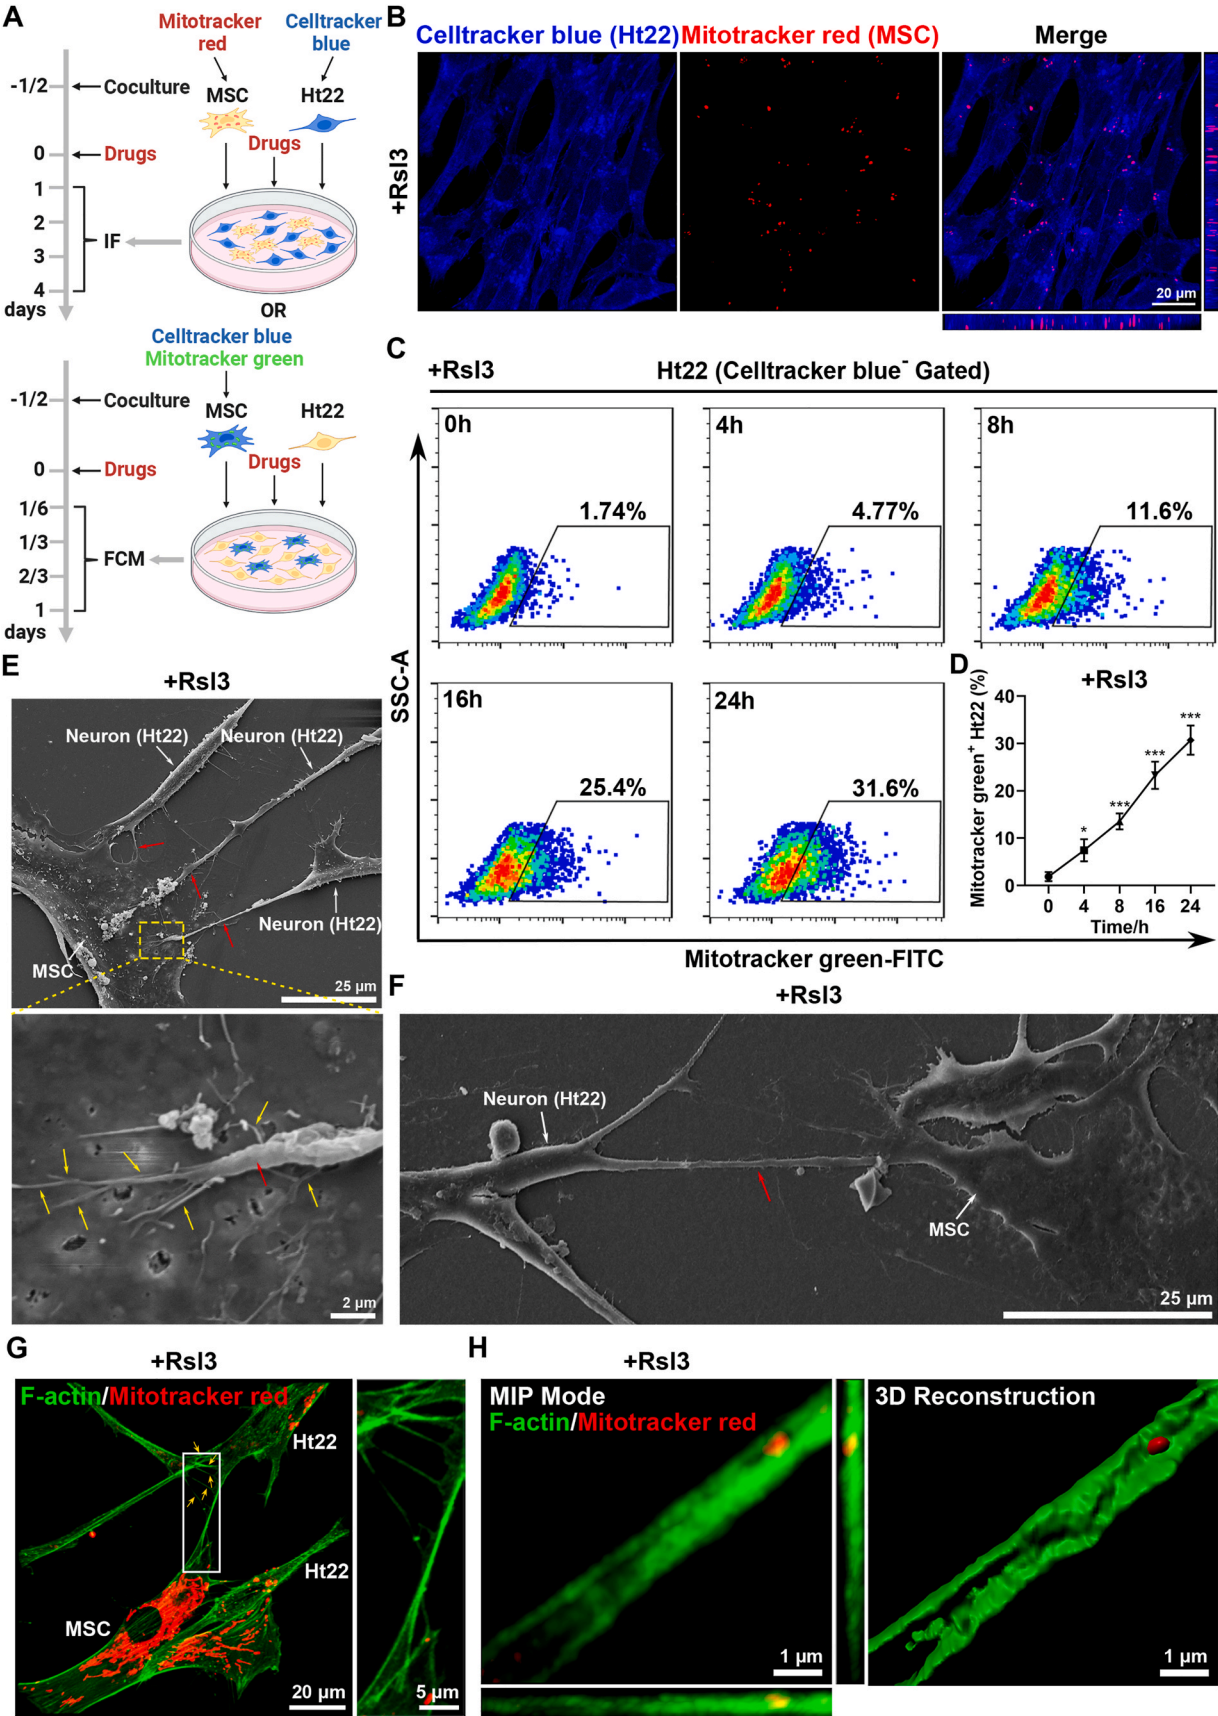 A
Mitotracker
red
Celltracker
blue
-1/2
Coculture
MSC
Ht22
0
Drugs
Drugs
1
2
IF
3
4
days
OR
Celltracker blue
Mitotracker green
-1/2
Coculture
MSC
Ht22
0
Drugs
Drugs
1/6
1/3
FCM
2/3
1
days
B
Celltracker blue (Ht22)
Mitotracker red (MSC)
Merge
+Rsl3
20 µm
C
+Rsl3
Ht22 (Celltracker blue⁻ Gated)
0h
1.74%
4h
4.77%
8h
11.6%
16h
25.4%
24h
31.6%
SSC-A
Mitotracker green-FITC
D
+Rsl3
Mitotracker green⁺ Ht22 (%)
40
30
20
10
0
*
***
***
***
0
4
8
16
24
Time/h
E
+Rsl3
Neuron (Ht22)
Neuron (Ht22)
Neuron (Ht22)
MSC
25 µm
2 µm
F
+Rsl3
Neuron (Ht22)
MSC
25 µm
G
+Rsl3
F-actin/Mitotracker red
Ht22
Ht22
MSC
20 µm
5 µm
H
+Rsl3
MIP Mode
F-actin/Mitotracker red
1 µm
3D Reconstruction
1 µm